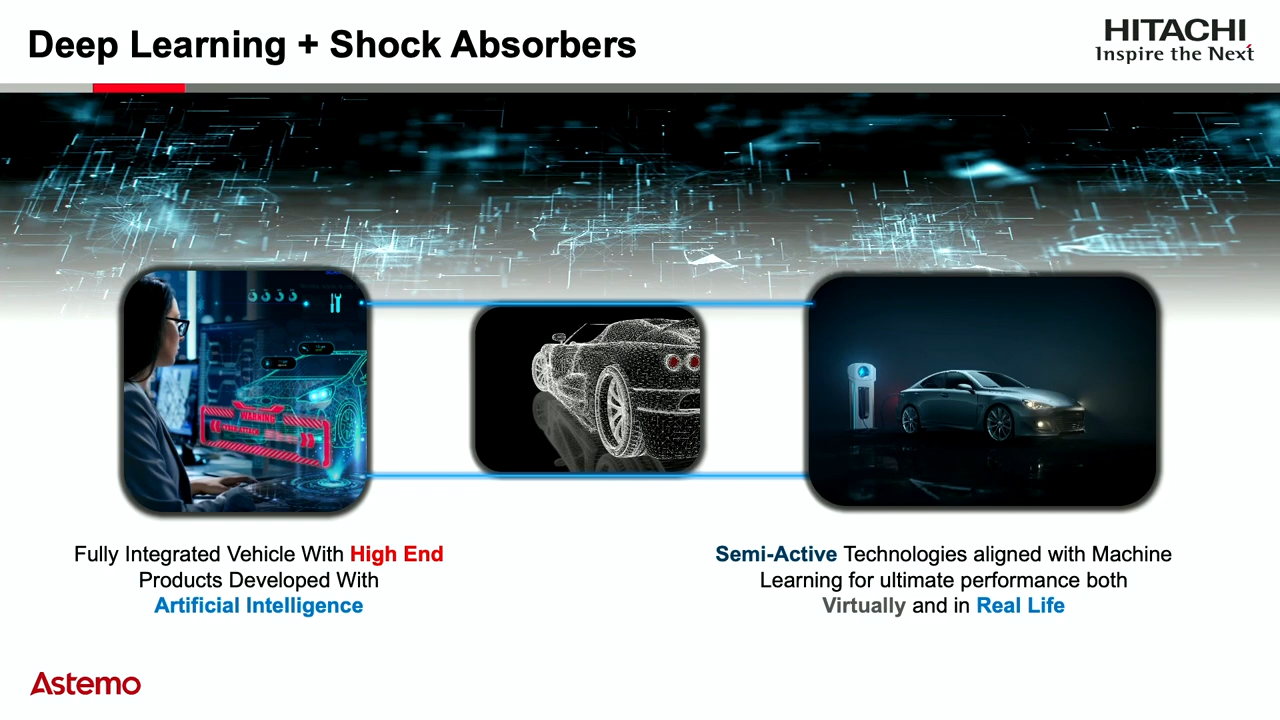 Deep Learning + Shock Absorbers
HITACHI
Inspire the Next
WARNING
Fully Integrated Vehicle With High End
Products Developed With
Artificial Intelligence
Semi-Active Technologies aligned with Machine
Learning for ultimate performance both
Virtually and in Real Life
Astemo